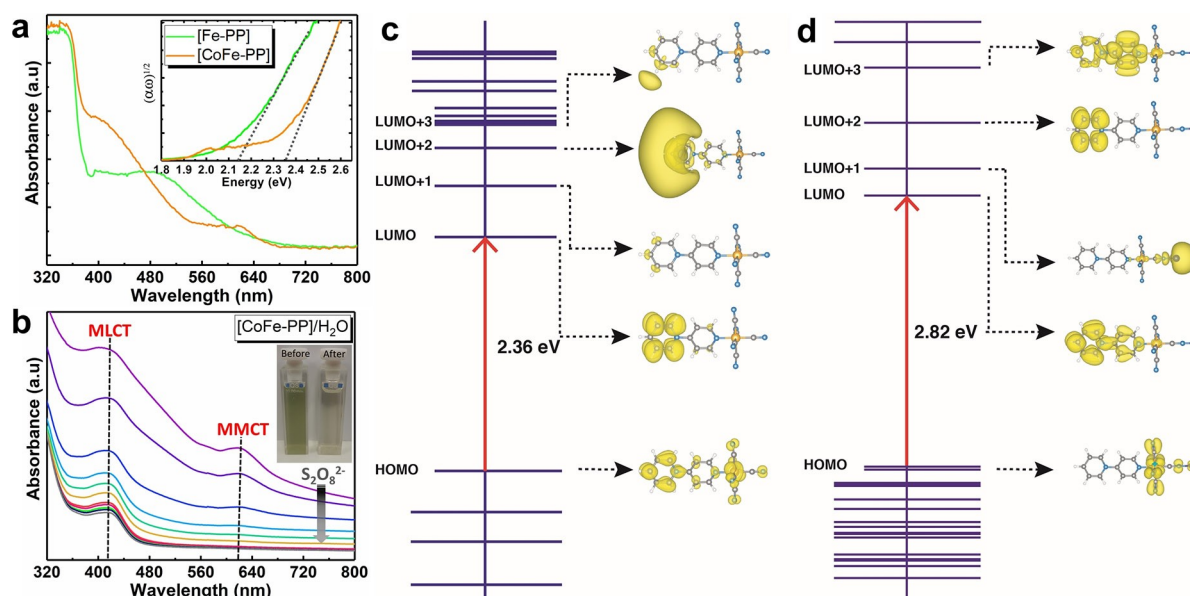 a
[Fe-PP]
[CoFe-PP]
(αω)1/2
1.8 1.9 2.0 2.1 2.2 2.3 2.4 2.5 2.6
Energy (eV)
Absorbance (a.u)
320 400 480 560 640 720 800
Wavelength (nm)
b
[CoFe-PP]/H2O
MLCT
MMCT
Before
After
S2O8 2-
Absorbance (a.u)
320 400 480 560 640 720 800
Wavelength (nm)
c
LUMO+3
LUMO+2
LUMO+1
LUMO
2.36 eV
HOMO
d
LUMO+3
LUMO+2
LUMO+1
LUMO
2.82 eV
HOMO